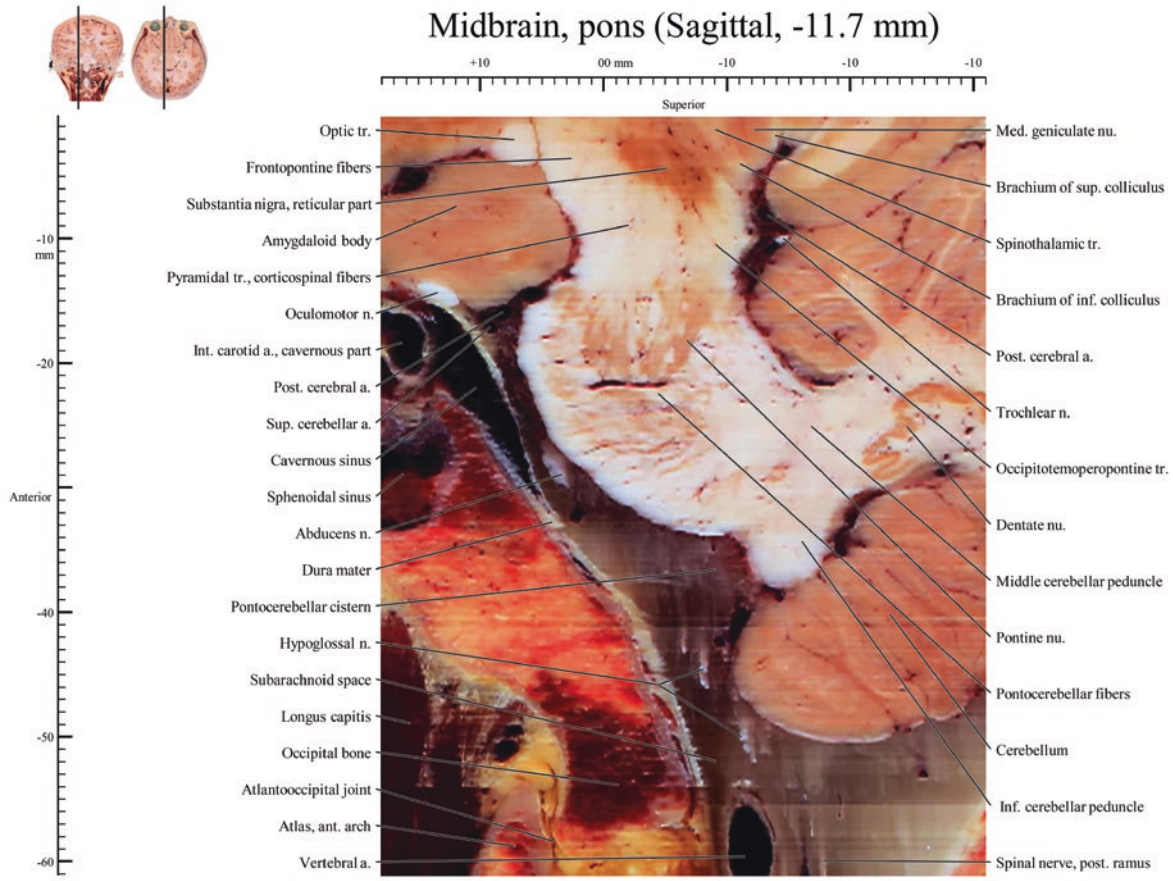 Midbrain, pons (Sagittal, -11.7 mm)
+10 00 mm -10 -10 -10
Superior
Optic tr.
Frontopontine fibers
Substantia nigra, reticular part
Amygdaloid body
Pyramidal tr., corticospinal fibers
Oculomotor n.
Int. carotid a., cavernous part
Post. cerebral a.
Sup. cerebellar a.
Cavernous sinus
Sphenoidal sinus
Abducens n.
Dura mater
Pontocerebellar cistern
Hypoglossal n.
Subarachnoid space
Longus capitis
Occipital bone
Atlantooccipital joint
Atlas, ant. arch
Vertebral a.
-10
mm
-20
Anterior
-30
-40
-50
-60
Med. geniculate nu.
Brachium of sup. colliculus
Spinothalamic tr.
Brachium of inf. colliculus
Post. cerebral a.
Trochlear n.
Occipitotemoperopontine tr.
Dentate nu.
Middle cerebellar peduncle
Pontine nu.
Pontocerebellar fibers
Cerebellum
Inf. cerebellar peduncle
Spinal nerve, post. ramus